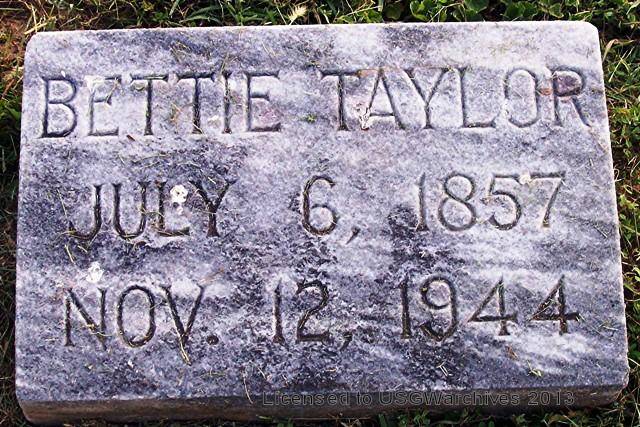 BETTIE TAYLOR
JULY 6, 1857
NOV. 12, 1944
Licensed to USGWarchives 2013